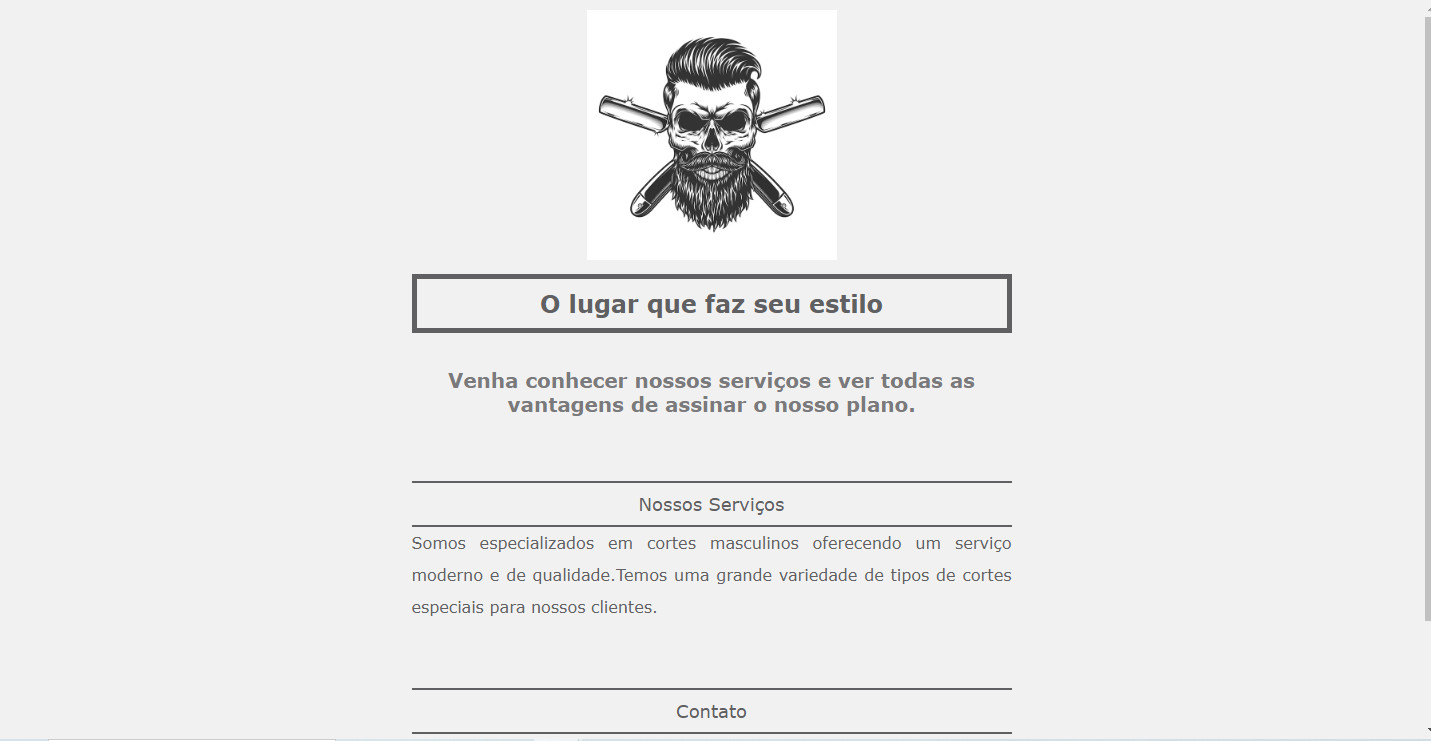 O lugar que faz seu estilo
Venha conhecer nossos serviços e ver todas as
vantagens de assinar o nosso plano.
Nossos Serviços
Somos especializados em cortes masculinos oferecendo um serviço
moderno e de qualidade.Temos uma grande variedade de tipos de cortes
especiais para nossos clientes.
Contato